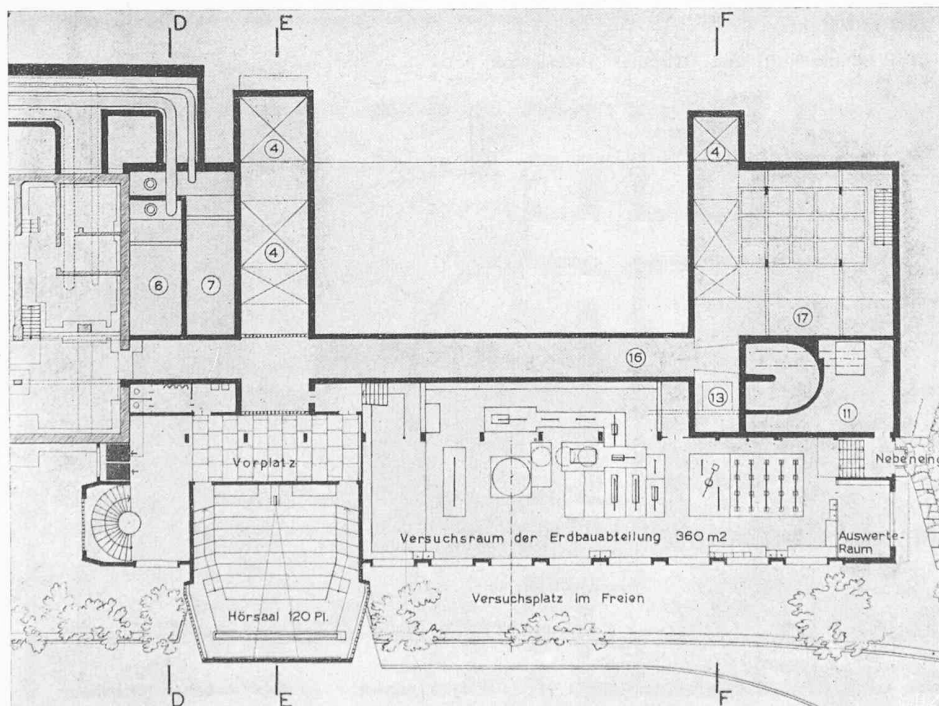 D
E
F
4
4
4
6
7
17
16
13
11
Vorplatz
Nebeneing
Versuchsraum der Erdbauabteilung 360 m2
Auswerte-
Raum
Versuchsplatz im Freien
Hörsaal 120 Pl.
D
E
F